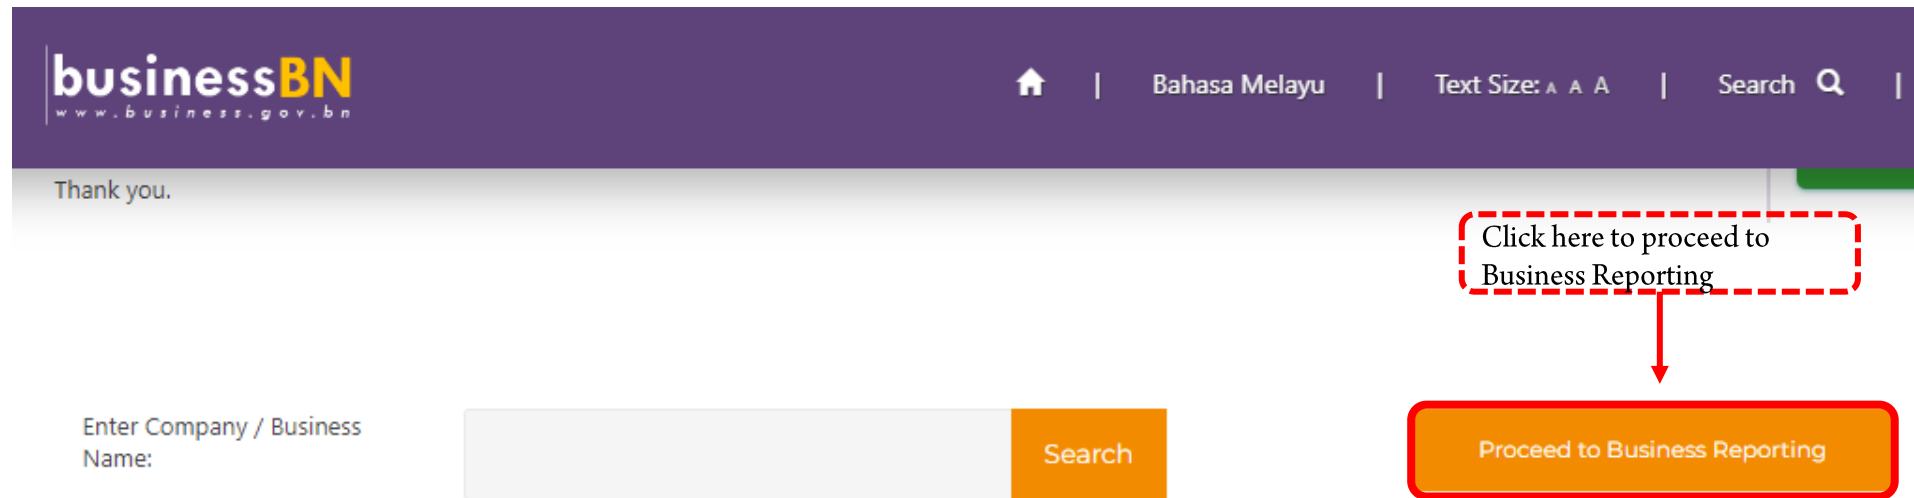 businessBN
www.business.gov.bn
| Bahasa Melayu | Text Size: A A A | Search |
Thank you.
Click here to proceed to
Business Reporting
Enter Company / Business
Name:
Search
Proceed to Business Reporting